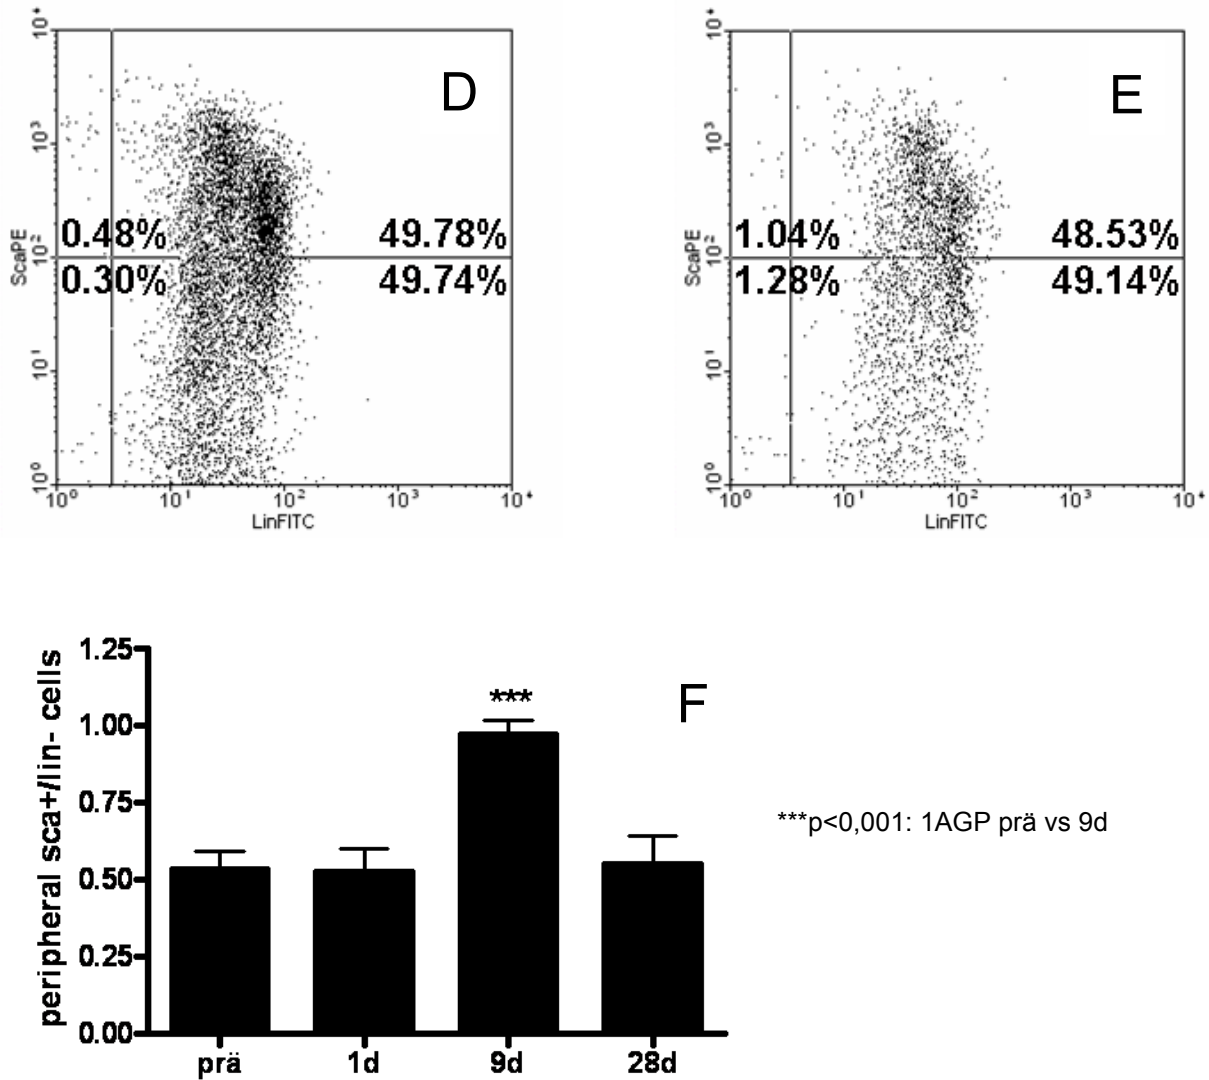 D
10⁴
10³
10²
10¹
10⁰
ScaPE
0.48% 49.78%
0.30% 49.74%
10⁰ 10¹ 10² 10³ 10⁴
LinFITC
E
10⁴
10³
10²
10¹
10⁰
ScaPE
1.04% 48.53%
1.28% 49.14%
10⁰ 10¹ 10² 10³ 10⁴
LinFITC
F
peripheral sca+/lin- cells
1.25
1.00
0.75
0.50
0.25
0.00
***
prä 1d 9d 28d
***p<0,001: 1AGP prä vs 9d